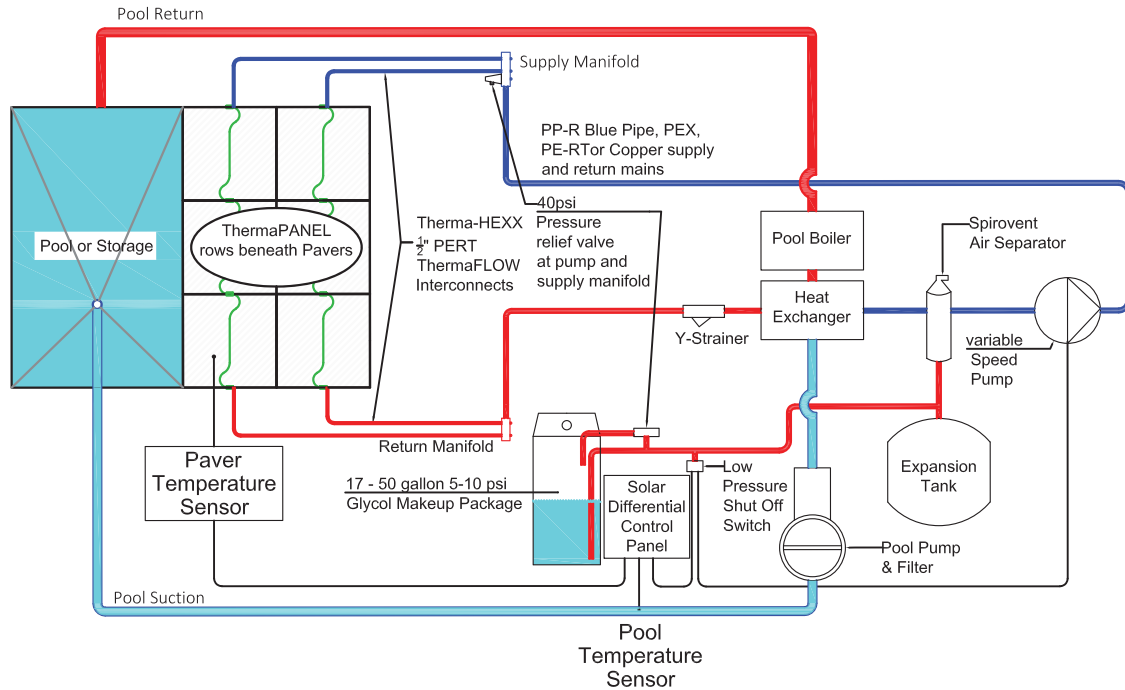 Pool Return
Supply Manifold
PP-R Blue Pipe, PEX,
PE-RTor Copper supply
and return mains
Pool or Storage
ThermaPANEL
rows beneath Pavers
Therma-HEXX
1/2" PERT
ThermaFLOW
Interconnects
40psi
Pressure
relief valve
at pump and
supply manifold
Pool Boiler
Spirovent
Air Separator
Heat
Exchanger
Y-Strainer
variable
Speed
Pump
Return Manifold
Paver
Temperature
Sensor
17 - 50 gallon 5-10 psi
Glycol Makeup Package
Solar
Differential
Control
Panel
Low
Pressure
Shut Off
Switch
Expansion
Tank
Pool Pump
& Filter
Pool Suction
Pool
Temperature
Sensor